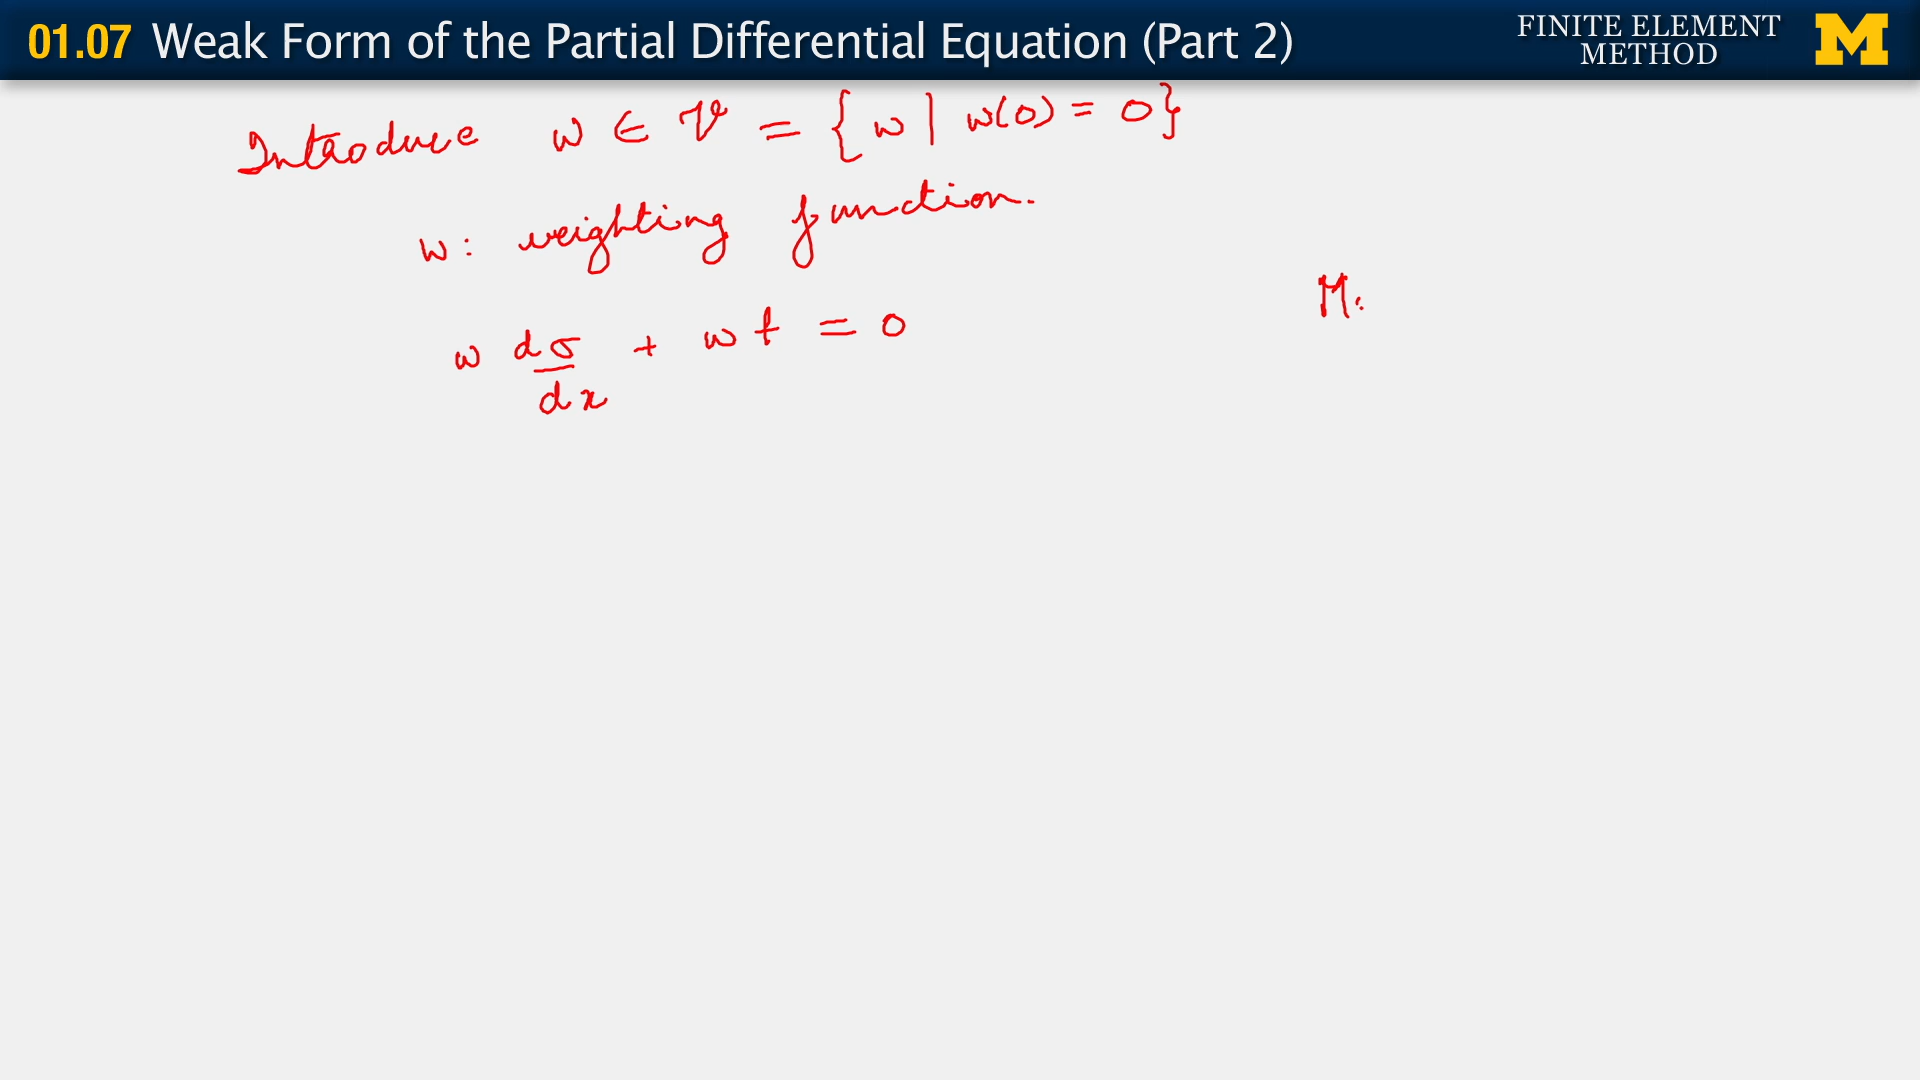 01.07 Weak Form of the Partial Differential Equation (Part 2)
FINITE ELEMENT
METHOD
M
Introduce w ∈ 𝒱 = { w | w(0) = 0}
w: weighting function.
Mi
w dσ/dx + w f = 0